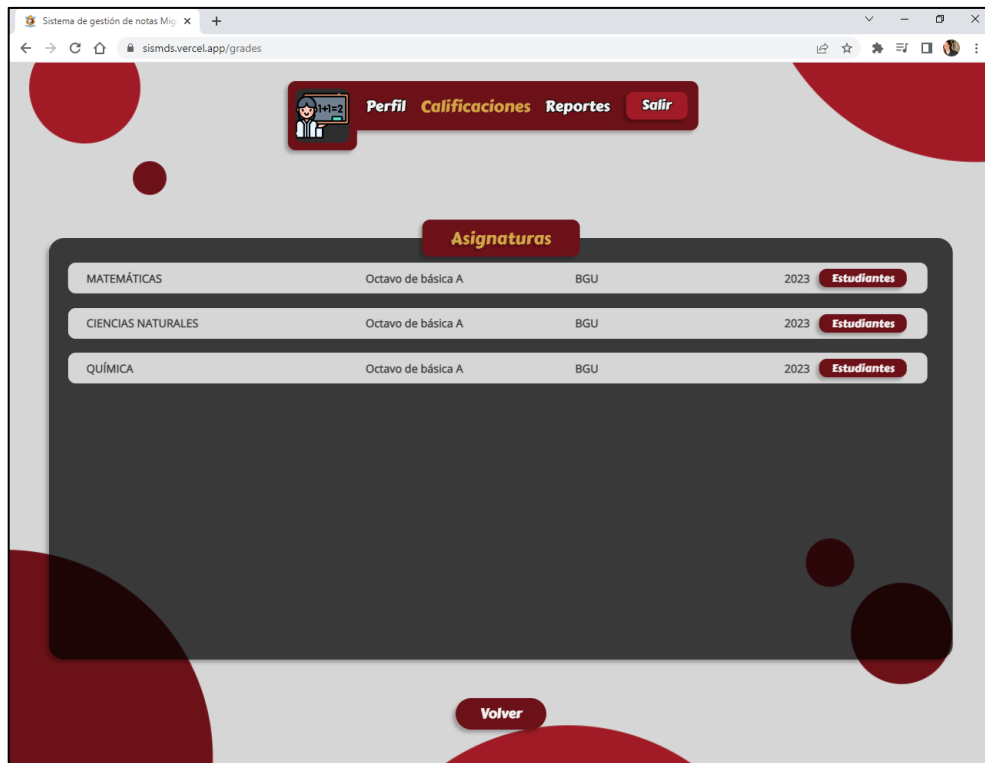 Sistema de gestión de notas Mig
sismds.vercel.app/grades
1+1=2
Perfil Calificaciones Reportes Salir
Asignaturas
MATEMÁTICAS Octavo de básica A BGU 2023 Estudiantes
CIENCIAS NATURALES Octavo de básica A BGU 2023 Estudiantes
QUÍMICA Octavo de básica A BGU 2023 Estudiantes
Volver